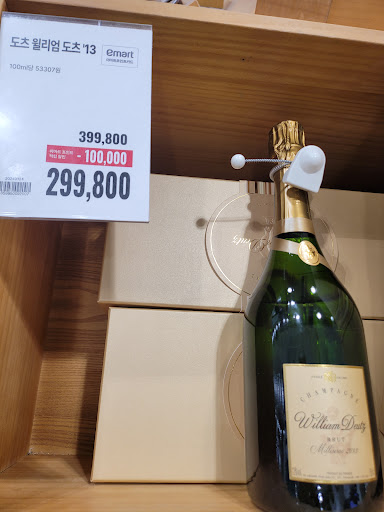 도츠 윌리엄 도츠 '13
emart
100ml당 53307원
399,800
- 100,000
299,800
CHAMPAGNE
William Deutz
BRUT